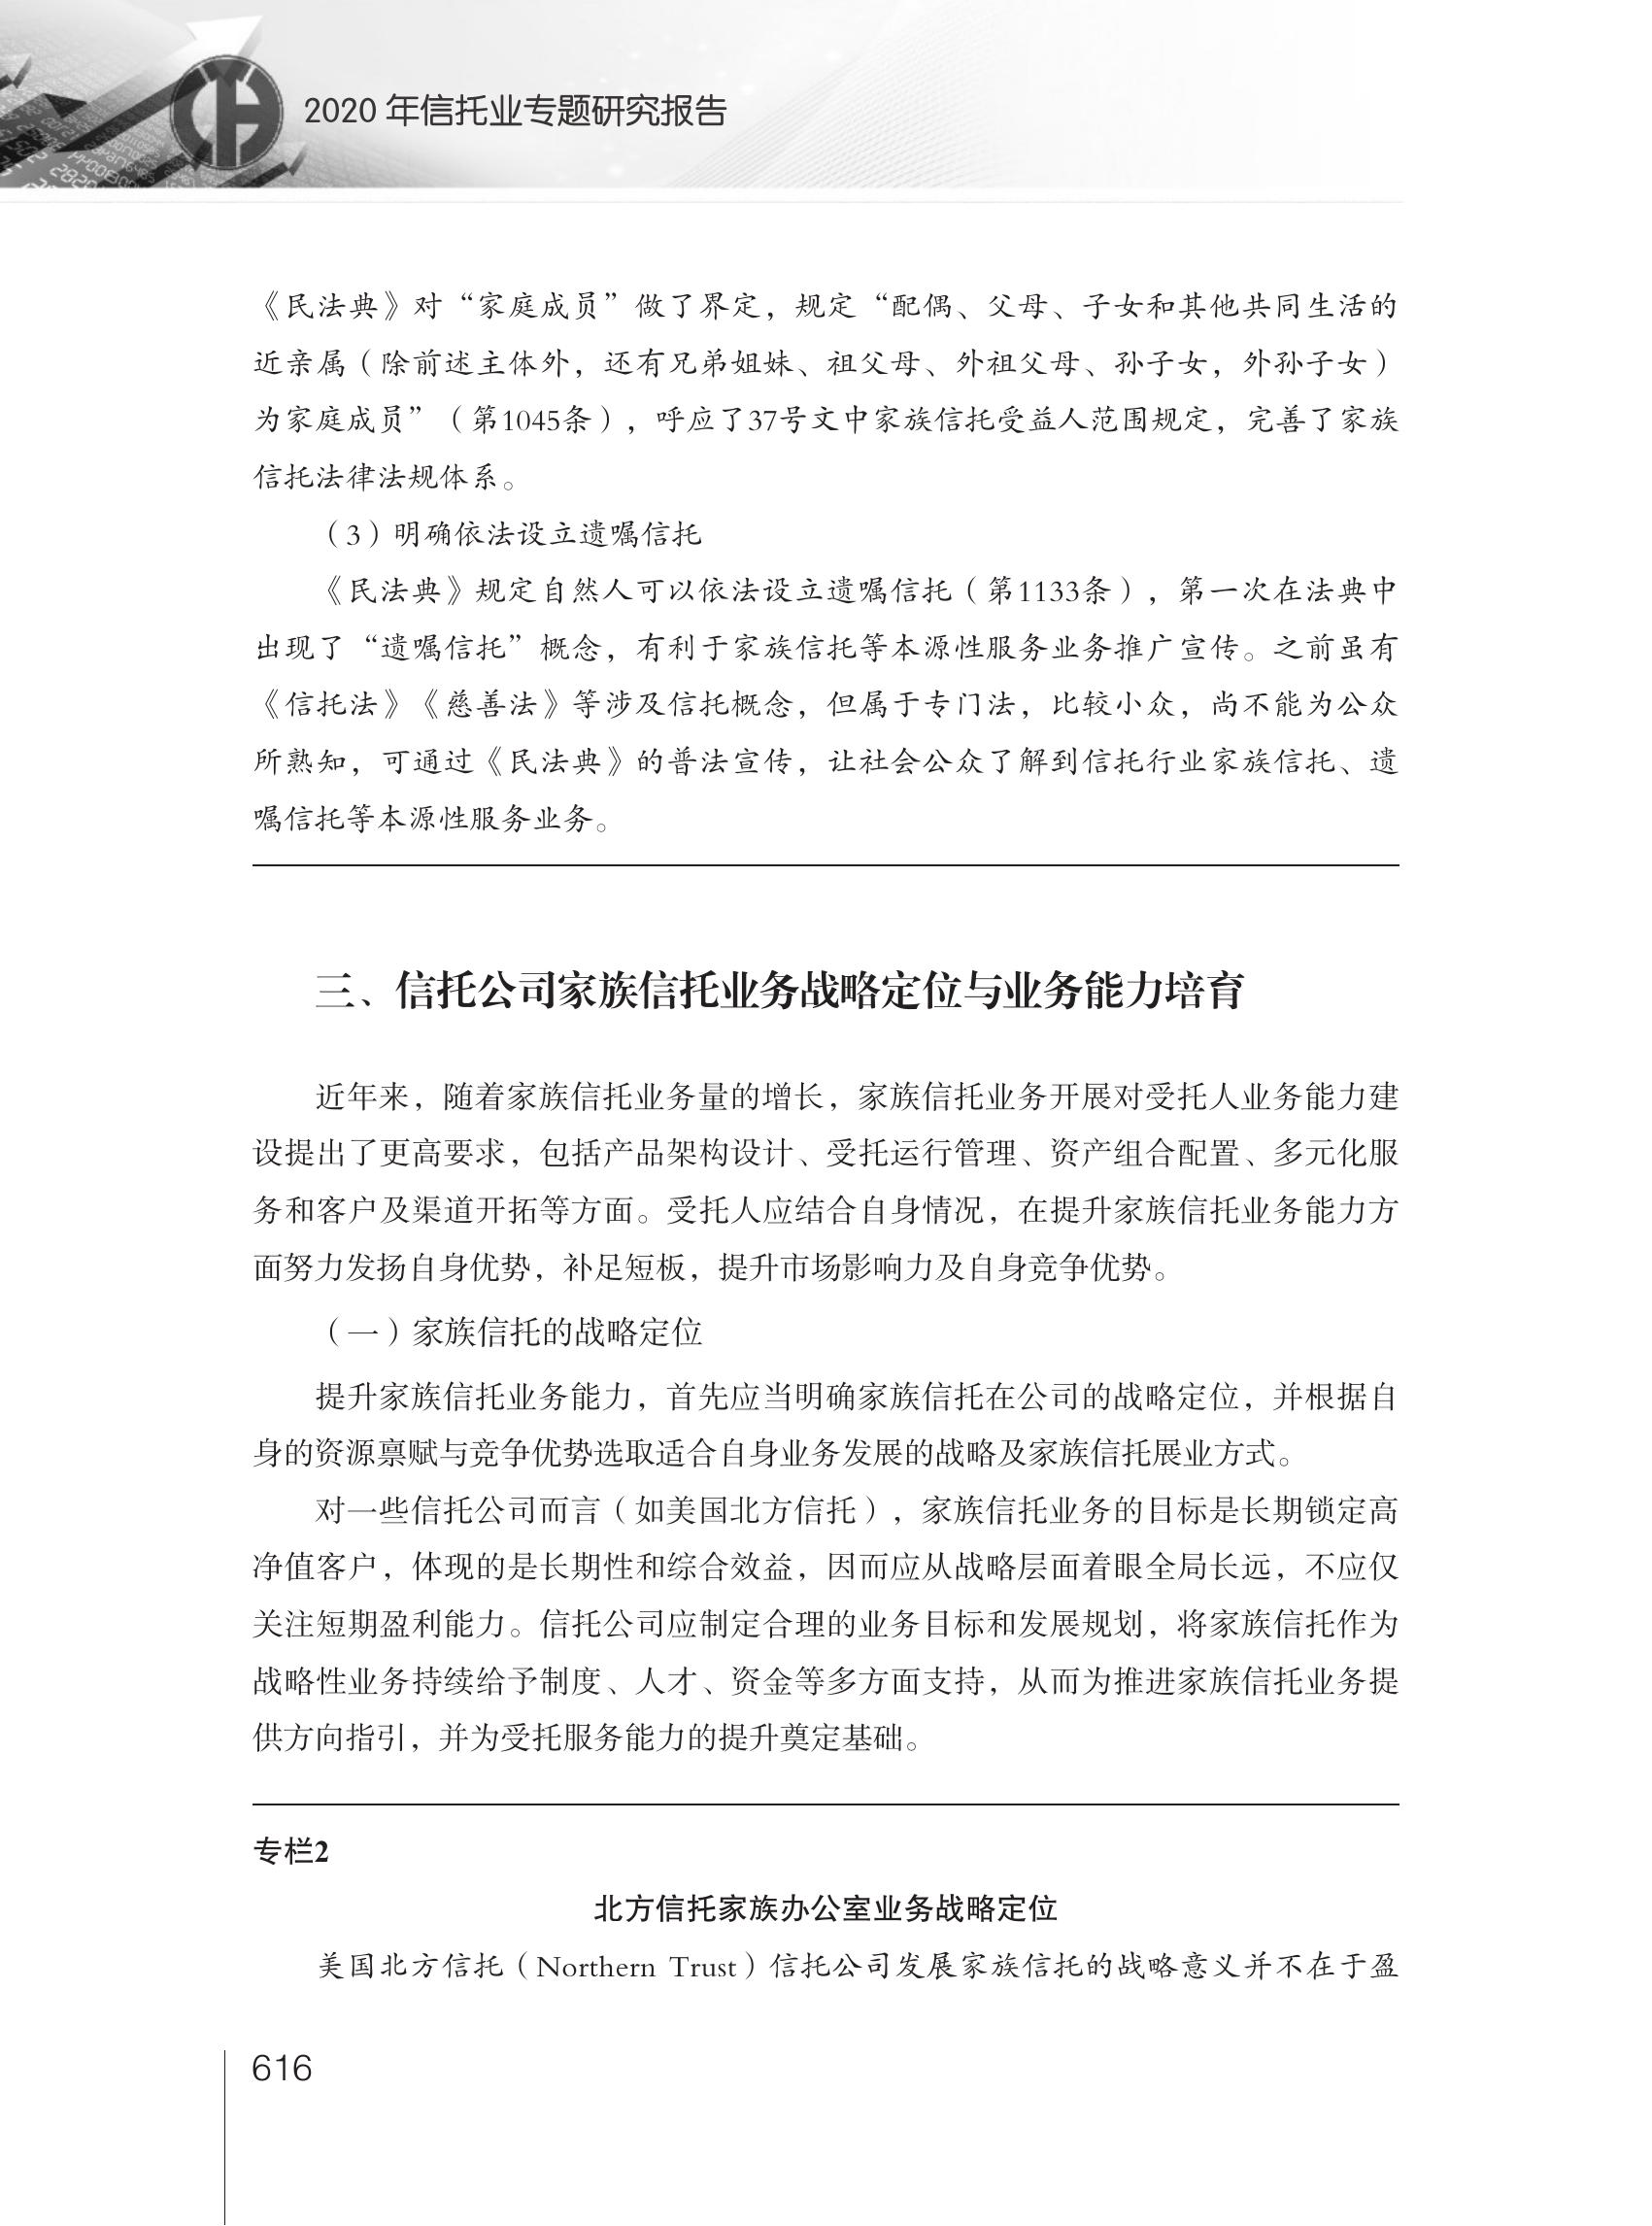 2020 年信托业专题研究报告
《民法典》对“家庭成员”做了界定，规定“配偶、父母、子女和其他共同生活的
近亲属（除前述主体外，还有兄弟姐妹、祖父母、外祖父母、孙子女，外孙子女）
为家庭成员”（第1045条），呼应了37号文中家族信托受益人范围规定，完善了家族
信托法律法规体系。
（3）明确依法设立遗嘱信托
《民法典》规定自然人可以依法设立遗嘱信托（第1133条），第一次在法典中
出现了“遗嘱信托”概念，有利于家族信托等本源性服务业务推广宣传。之前虽有
《信托法》《慈善法》等涉及信托概念，但属于专门法，比较小众，尚不能为公众
所熟知，可通过《民法典》的普法宣传，让社会公众了解到信托行业家族信托、遗
嘱信托等本源性服务业务。
三、信托公司家族信托业务战略定位与业务能力培育
近年来，随着家族信托业务量的增长，家族信托业务开展对受托人业务能力建
设提出了更高要求，包括产品架构设计、受托运行管理、资产组合配置、多元化服
务和客户及渠道开拓等方面。受托人应结合自身情况，在提升家族信托业务能力方
面努力发扬自身优势，补足短板，提升市场影响力及自身竞争优势。
（一）家族信托的战略定位
提升家族信托业务能力，首先应当明确家族信托在公司的战略定位，并根据自
身的资源禀赋与竞争优势选取适合自身业务发展的战略及家族信托展业方式。
对一些信托公司而言（如美国北方信托），家族信托业务的目标是长期锁定高
净值客户，体现的是长期性和综合效益，因而应从战略层面着眼全局长远，不应仅
关注短期盈利能力。信托公司应制定合理的业务目标和发展规划，将家族信托作为
战略性业务持续给予制度、人才、资金等多方面支持，从而为推进家族信托业务提
供方向指引，并为受托服务能力的提升奠定基础。
专栏2
北方信托家族办公室业务战略定位
美国北方信托（Northern Trust）信托公司发展家族信托的战略意义并不在于盈
616